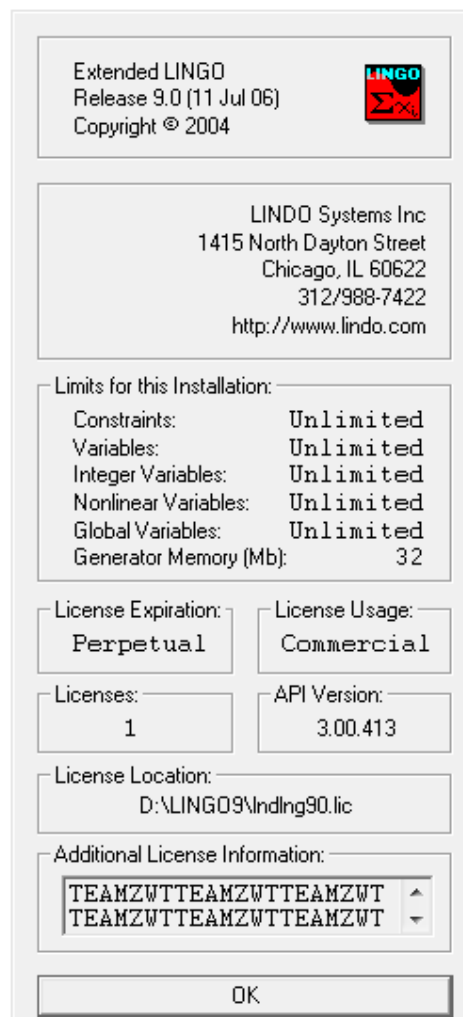 Extended LINGO
Release 9.0 (11 Jul 06)
Copyright © 2004
LINGO
Σxi
LINDO Systems Inc
1415 North Dayton Street
Chicago, IL 60622
312/988-7422
http://www.lindo.com
Limits for this Installation:
Constraints: Unlimited
Variables: Unlimited
Integer Variables: Unlimited
Nonlinear Variables: Unlimited
Global Variables: Unlimited
Generator Memory (Mb): 32
License Expiration: License Usage:
Perpetual Commercial
Licenses: API Version:
1 3.00.413
License Location:
D:\LINGO9\lndlng90.lic
Additional License Information:
TEAMZWTTEAMZWTTEAMZWT
TEAMZWTTEAMZWTTEAMZWT
OK